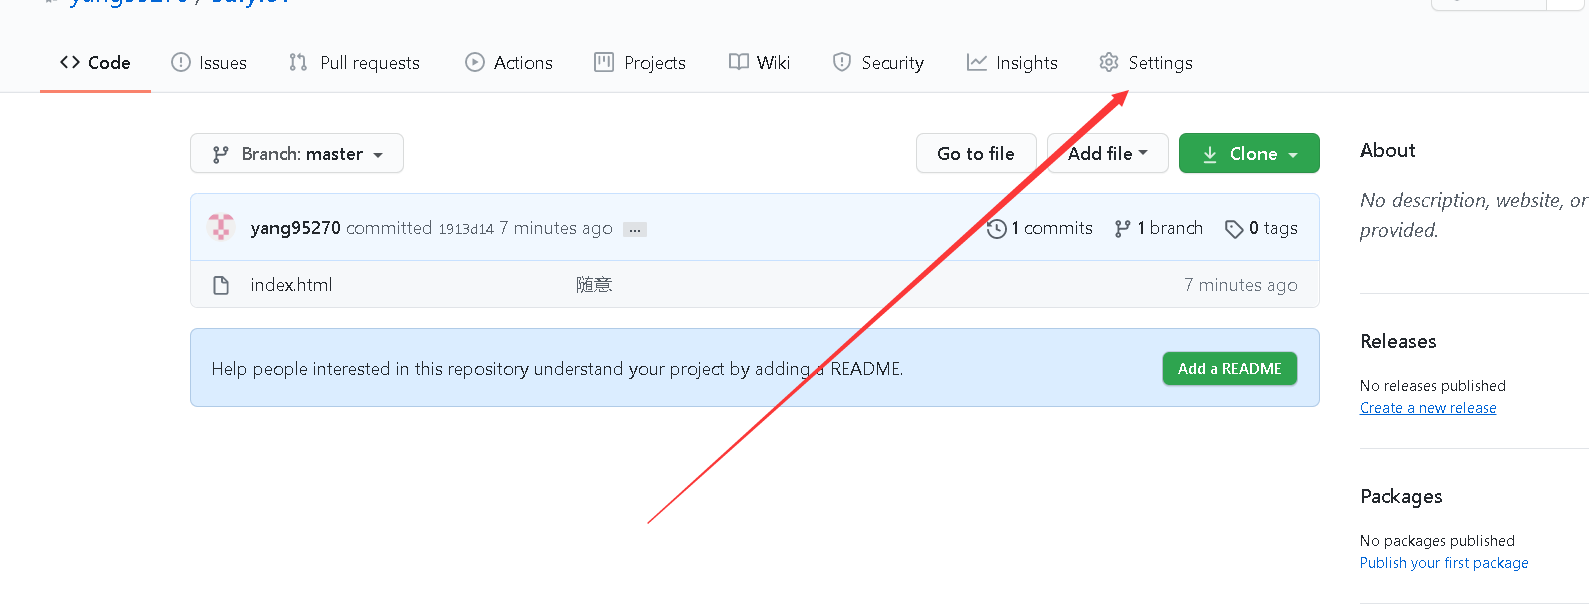 Code Issues Pull requests Actions Projects Wiki Security Insights Settings
Branch: master Go to file Add file Clone
About
No description, website, or
provided.
yang95270 committed 1913d14 7 minutes ago ... 1 commits 1 branch 0 tags
index.html 随意 7 minutes ago
Help people interested in this repository understand your project by adding a README. Add a README
Releases
No releases published
Create a new release
Packages
No packages published
Publish your first package